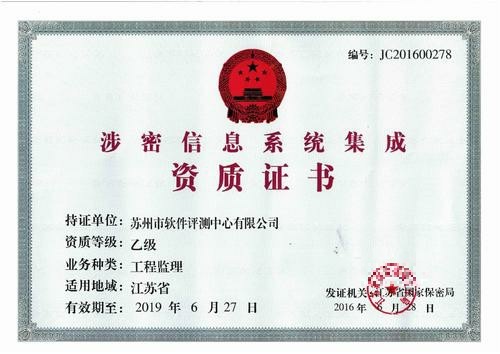 编号：JC201600278
涉密信息系统集成
资质证书
持证单位：苏州市软件评测中心有限公司
资质等级：乙级
业务种类：工程监理
适用地域：江苏省
发证机关：江苏省国家保密局
有效期至：2019 年 6 月 27 日
2016 年 6 月 28 日